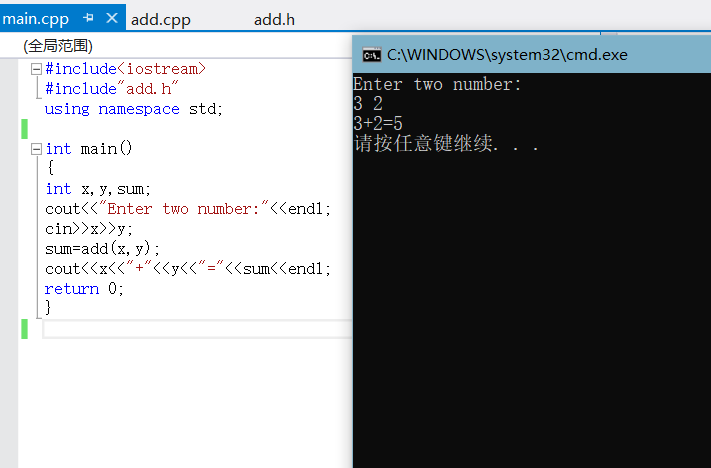 main.cpp
add.cpp
add.h
(全局范围)
#include<iostream>
#include"add.h"
using namespace std;
int main()
{
int x,y,sum;
cout<<"Enter two number:"<<endl;
cin>>x>>y;
sum=add(x,y);
cout<<x<<"+"<<y<<"="<<sum<<endl;
return 0;
}
C:\WINDOWS\system32\cmd.exe
Enter two number:
3 2
3+2=5
请按任意键继续. . .